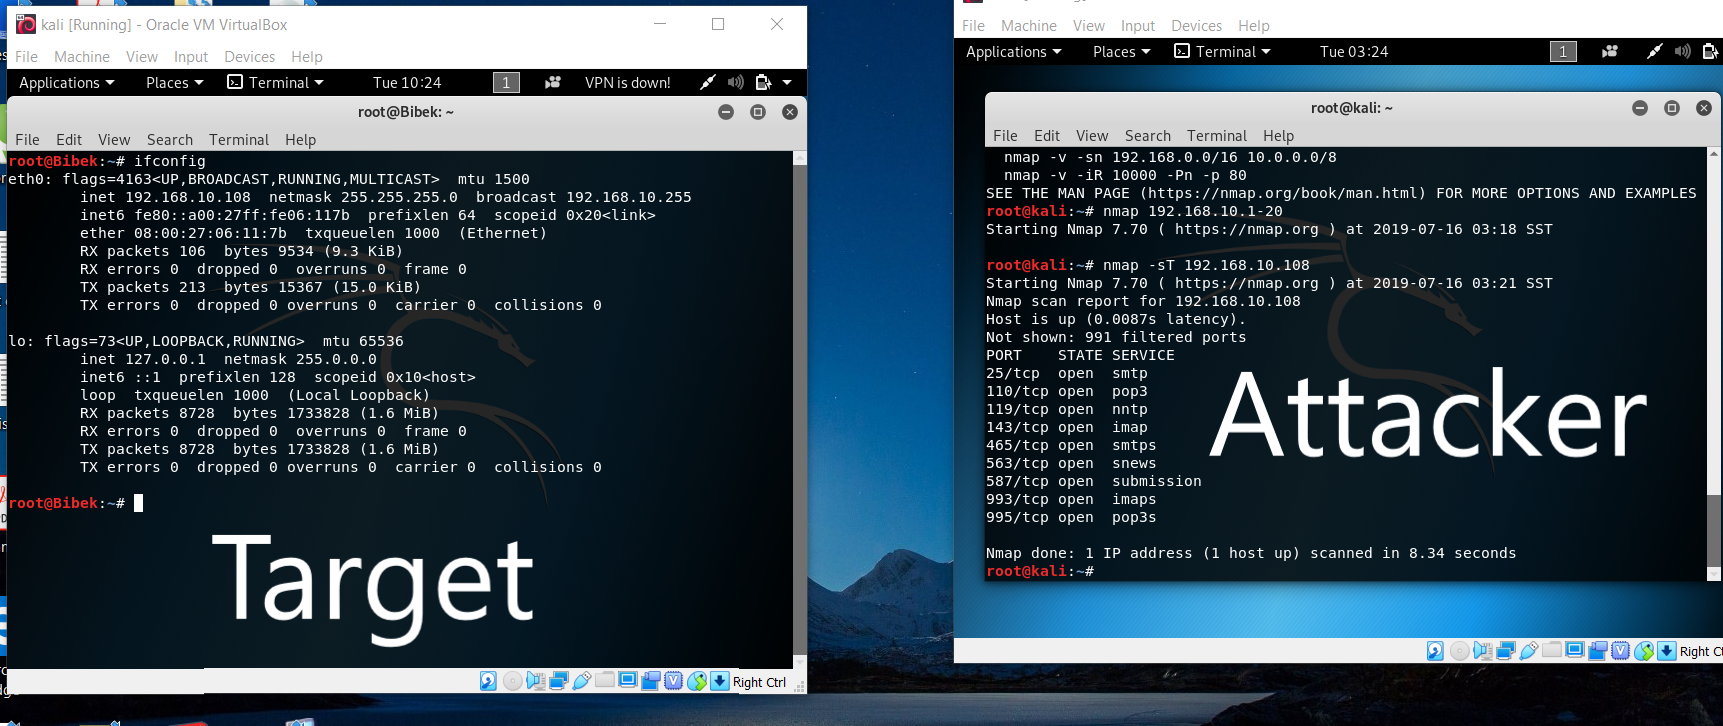 kali [Running] - Oracle VM VirtualBox
File Machine View Input Devices Help
Applications Places Terminal Tue 10:24 1 VPN is down!
root@Bibek: ~
File Edit View Search Terminal Help
root@Bibek:~# ifconfig
eth0: flags=4163<UP,BROADCAST,RUNNING,MULTICAST>  mtu 1500
        inet 192.168.10.108  netmask 255.255.255.0  broadcast 192.168.10.255
        inet6 fe80::a00:27ff:fe06:117b  prefixlen 64  scopeid 0x20<link>
        ether 08:00:27:06:11:7b  txqueuelen 1000  (Ethernet)
        RX packets 106  bytes 9534 (9.3 KiB)
        RX errors 0  dropped 0  overruns 0  frame 0
        TX packets 213  bytes 15367 (15.0 KiB)
        TX errors 0  dropped 0 overruns 0  carrier 0  collisions 0
lo: flags=73<UP,LOOPBACK,RUNNING>  mtu 65536
        inet 127.0.0.1  netmask 255.0.0.0
        inet6 ::1  prefixlen 128  scopeid 0x10<host>
        loop  txqueuelen 1000  (Local Loopback)
        RX packets 8728  bytes 1733828 (1.6 MiB)
        RX errors 0  dropped 0  overruns 0  frame 0
        TX packets 8728  bytes 1733828 (1.6 MiB)
        TX errors 0  dropped 0 overruns 0  carrier 0  collisions 0
root@Bibek:~#
Target
Right Ctrl
File Machine View Input Devices Help
Applications Places Terminal Tue 03:24 1
root@kali: ~
File Edit View Search Terminal Help
  nmap -v -sn 192.168.0.0/16 10.0.0.0/8
  nmap -v -iR 10000 -Pn -p 80
SEE THE MAN PAGE (https://nmap.org/book/man.html) FOR MORE OPTIONS AND EXAMPLES
root@kali:~# nmap 192.168.10.1-20
Starting Nmap 7.70 ( https://nmap.org ) at 2019-07-16 03:18 SST
root@kali:~# nmap -sT 192.168.10.108
Starting Nmap 7.70 ( https://nmap.org ) at 2019-07-16 03:21 SST
Nmap scan report for 192.168.10.108
Host is up (0.0087s latency).
Not shown: 991 filtered ports
PORT    STATE SERVICE
25/tcp  open  smtp
110/tcp open  pop3
119/tcp open  nntp
143/tcp open  imap
465/tcp open  smtps
563/tcp open  snews
587/tcp open  submission
993/tcp open  imaps
995/tcp open  pop3s
Attacker
Nmap done: 1 IP address (1 host up) scanned in 8.34 seconds
root@kali:~#
Right